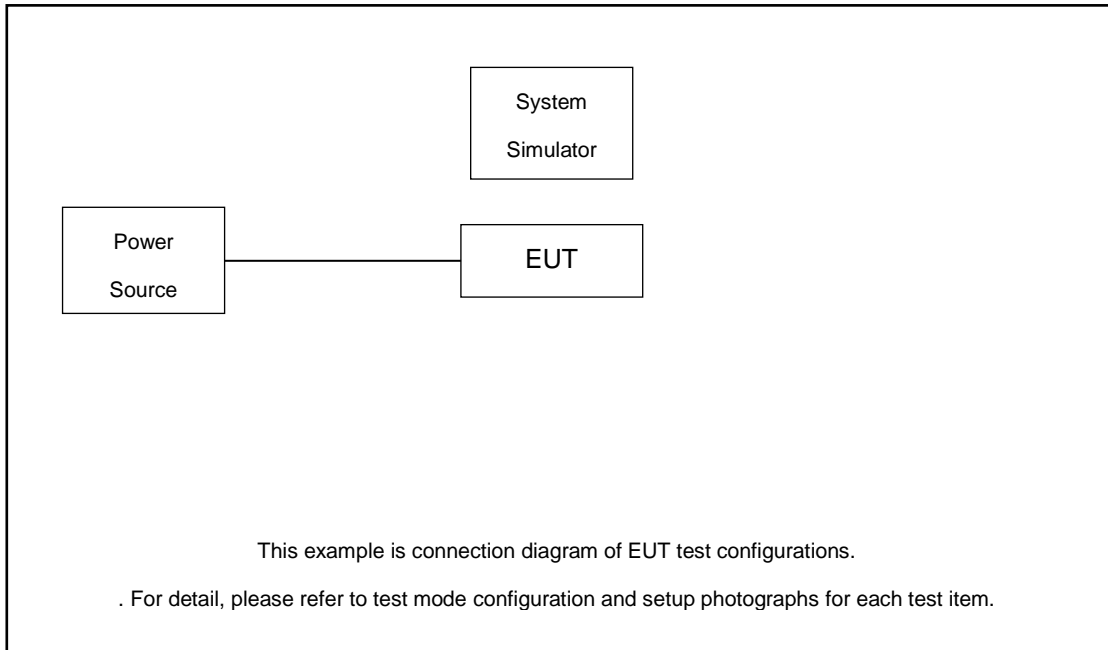 System
Simulator
Power
Source
EUT
This example is connection diagram of EUT test configurations.
. For detail, please refer to test mode configuration and setup photographs for each test item.